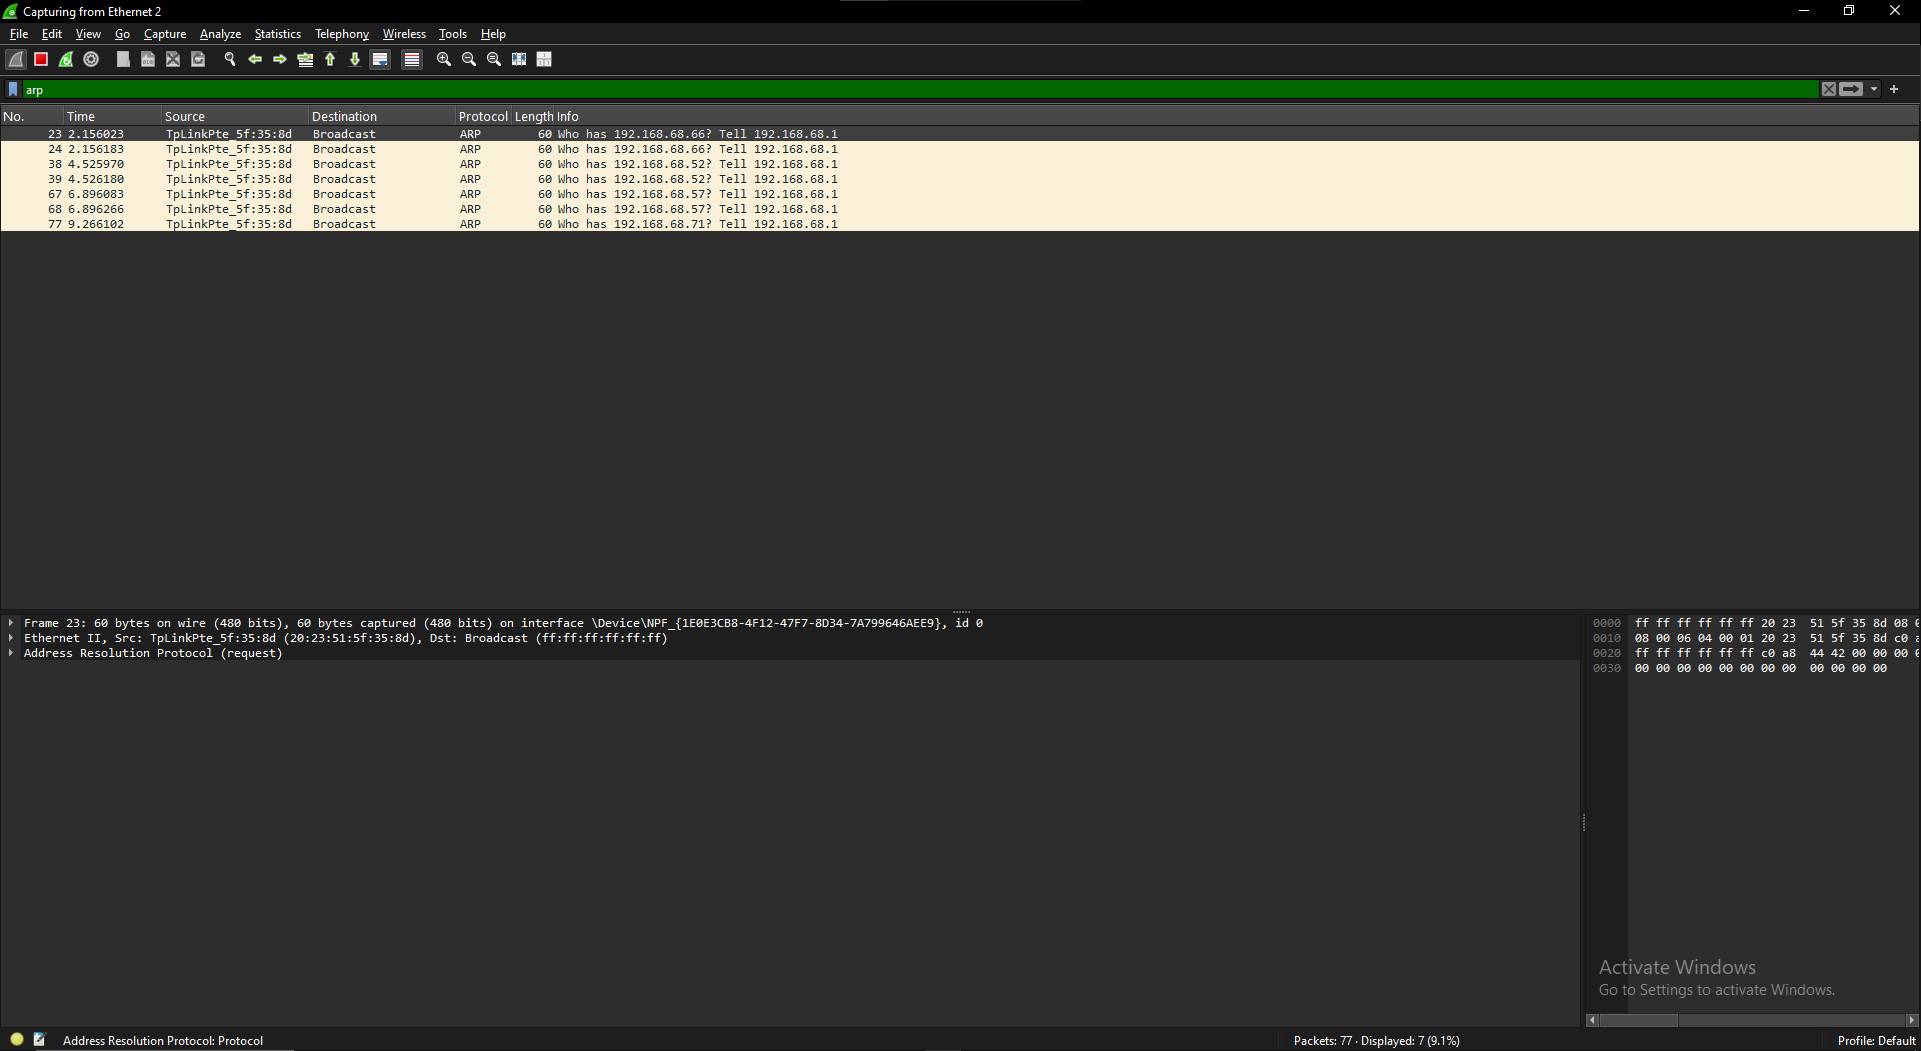 Capturing from Ethernet 2
File Edit View Go Capture Analyze Statistics Telephony Wireless Tools Help
arp
No. Time Source Destination Protocol Length Info
23 2.156023 TpLinkPte_5f:35:8d Broadcast ARP 60 Who has 192.168.68.66? Tell 192.168.68.1
24 2.156183 TpLinkPte_5f:35:8d Broadcast ARP 60 Who has 192.168.68.66? Tell 192.168.68.1
38 4.525970 TpLinkPte_5f:35:8d Broadcast ARP 60 Who has 192.168.68.52? Tell 192.168.68.1
39 4.526180 TpLinkPte_5f:35:8d Broadcast ARP 60 Who has 192.168.68.52? Tell 192.168.68.1
67 6.896083 TpLinkPte_5f:35:8d Broadcast ARP 60 Who has 192.168.68.57? Tell 192.168.68.1
68 6.896266 TpLinkPte_5f:35:8d Broadcast ARP 60 Who has 192.168.68.57? Tell 192.168.68.1
77 9.266102 TpLinkPte_5f:35:8d Broadcast ARP 60 Who has 192.168.68.71? Tell 192.168.68.1
Frame 23: 60 bytes on wire (480 bits), 60 bytes captured (480 bits) on interface \Device\NPF_{1E0E3CB8-4F12-47F7-8D34-7A799646AEE9}, id 0
Ethernet II, Src: TpLinkPte_5f:35:8d (20:23:51:5f:35:8d), Dst: Broadcast (ff:ff:ff:ff:ff:ff)
Address Resolution Protocol (request)
0000 ff ff ff ff ff ff 20 23 51 5f 35 8d 08
0010 08 00 06 04 00 01 20 23 51 5f 35 8d c0
0020 ff ff ff ff ff ff c0 a8 44 42 00 00 00
0030 00 00 00 00 00 00 00 00 00 00 00 00
Activate Windows
Go to Settings to activate Windows.
Address Resolution Protocol: Protocol
Packets: 77 · Displayed: 7 (9.1%)
Profile: Default